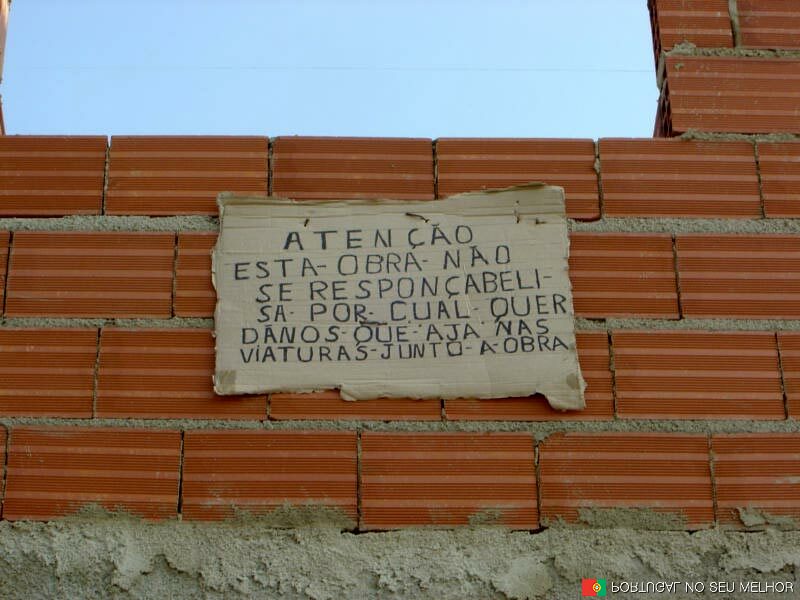 ATENÇÃO
ESTA-OBRA-NÃO
SE RESPONÇABELI-
SA-POR-CUAL-QUER
DÃNOS-QUE-AJA-NAS
VIATURAS-JUNTO-A-OBRA
PORTUGAL NO SEU MELHOR